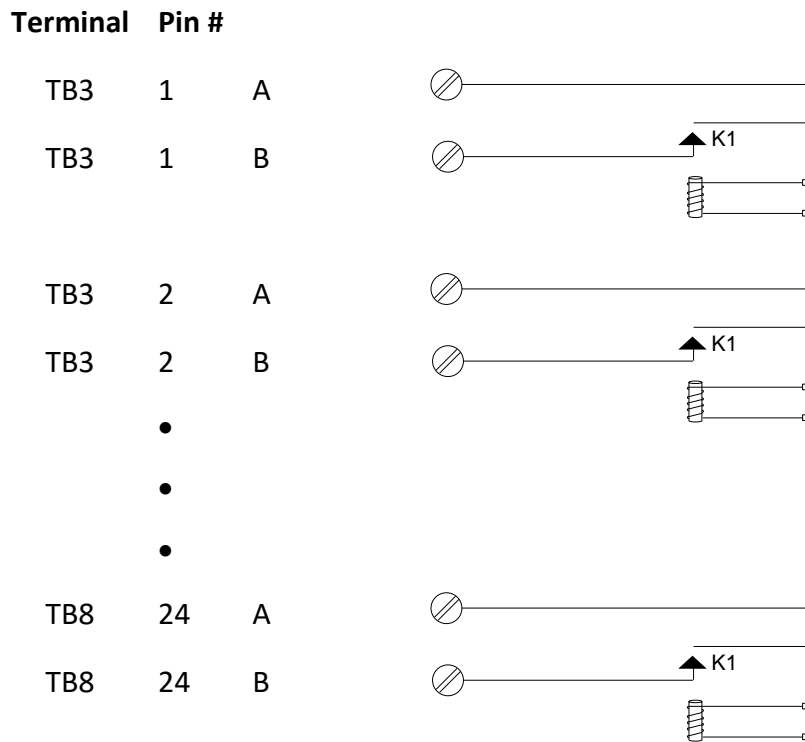 Terminal Pin #
TB3 1 A
K1
TB3 1 B
TB3 2 A
K1
TB3 2 B
•
•
•
TB8 24 A
K1
TB8 24 B